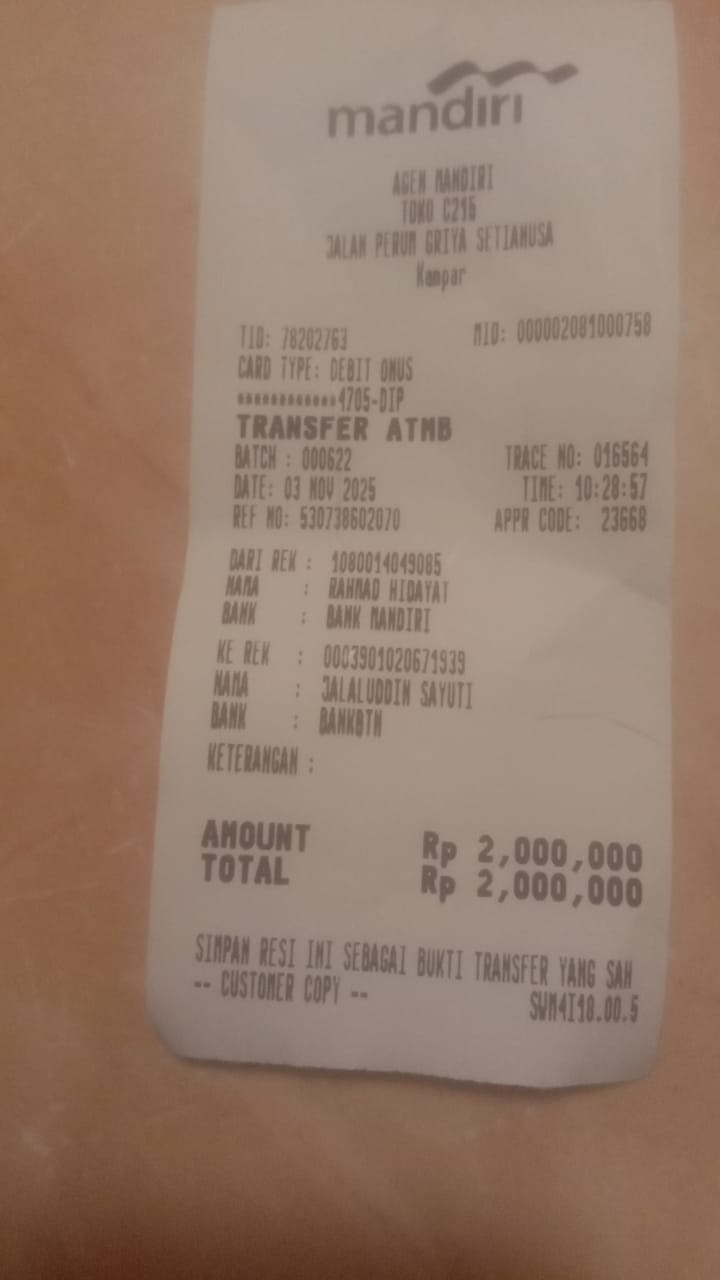 mandiri
AGEN MANDIRI
TOKO C215
JALAN PERUM GRIYA SETIANUSA
Kampar
TID: 78202763 MID: 000002081000758
CARD TYPE: DEBIT ONUS
************4705-DIP
TRANSFER ATMB
BATCH : 000622 TRACE NO: 016564
DATE: 03 NOV 2025 TIME: 10:28:57
REF NO: 530738602070 APPR CODE: 23668
DARI REK : 1080014049085
NAMA : RAHMAD HIDAYAT
BANK : BANK MANDIRI
KE REK : 0003901020671939
NAMA : JALALUDDIN SAYUTI
BANK : BANKBTN
KETERANGAN :
AMOUNT Rp 2,000,000
TOTAL Rp 2,000,000
SIMPAN RESI INI SEBAGAI BUKTI TRANSFER YANG SAH
-- CUSTOMER COPY --
SWM4I18.00.5